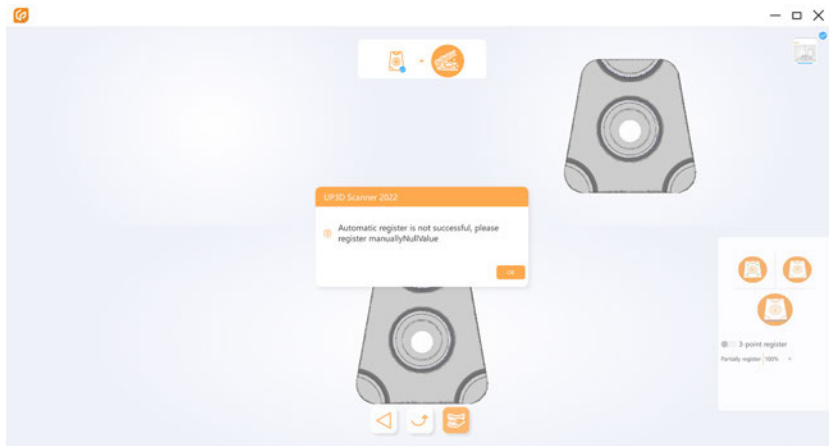 UP3D Scanner 2022
Automatic register is not successful, please
register manuallyNullValue
OK
3-point register
Partially register 100%